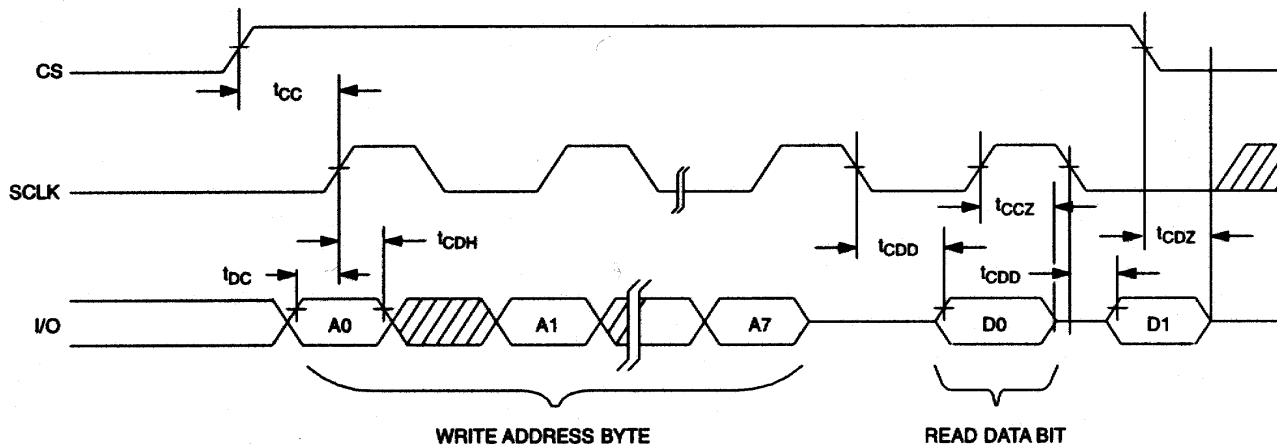 CS
tCC
SCLK
tCCZ
tCDH
tCDD
tCDZ
tDC
tCDD
I/O
A0
A1
A7
D0
D1
WRITE ADDRESS BYTE
READ DATA BIT